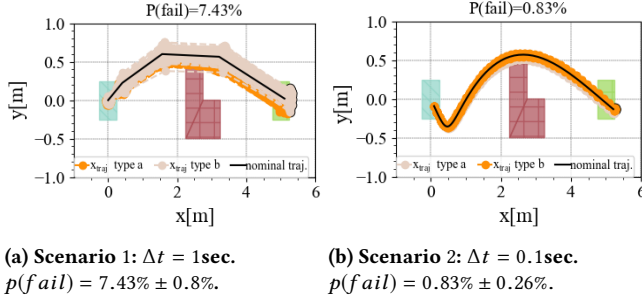 P(fail)=7.43%
P(fail)=0.83%
1.0
0.5
0.0
-0.5
-1.0
y[m]
0
2
4
6
x[m]
x_traj type a
x_traj type b
nominal traj.
1.0
0.5
0.0
-0.5
-1.0
y[m]
0
2
4
6
x[m]
x_traj type a
x_traj type b
nominal traj.
(a) Scenario 1: Δt = 1sec.
p(fail) = 7.43% ± 0.8%.
(b) Scenario 2: Δt = 0.1sec.
p(fail) = 0.83% ± 0.26%.